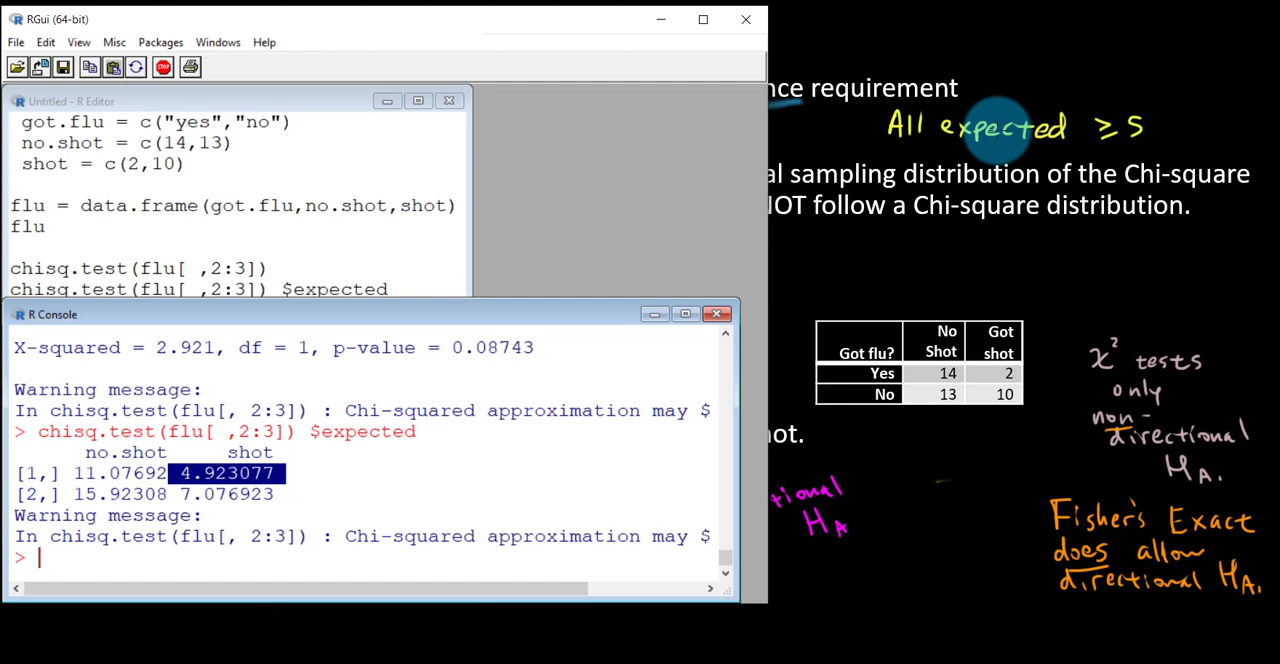 RGui (64-bit)
File Edit View Misc Packages Windows Help
STOP
Untitled - R Editor
got.flu = c("yes","no")
no.shot = c(14,13)
shot = c(2,10)
flu = data.frame(got.flu,no.shot,shot)
flu
chisq.test(flu[ ,2:3])
chisq.test(flu[ ,2:3]) $expected
R Console
X-squared = 2.921, df = 1, p-value = 0.08743
Warning message:
In chisq.test(flu[, 2:3]) : Chi-squared approximation may $
> chisq.test(flu[ ,2:3]) $expected
no.shot shot
[1,] 11.07692 4.923077
[2,] 15.92308 7.076923
Warning message:
In chisq.test(flu[, 2:3]) : Chi-squared approximation may $
>
nce requirement
All expected ≥ 5
al sampling distribution of the Chi-square
NOT follow a Chi-square distribution.
Got flu? No Shot Got shot
Yes 14 2
No 13 10
hot.
tional
HA
χ² tests
only
non-
directional
HA.
Fisher's Exact
does allow
directional HA.